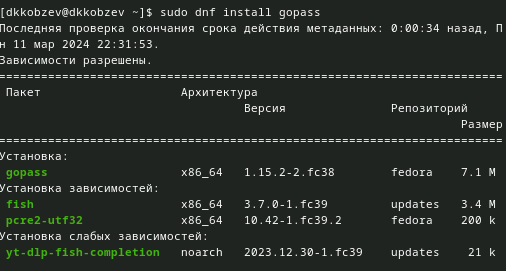 [dkkobzev@dkkobzev ~]$ sudo dnf install gopass
Последняя проверка окончания срока действия метаданных: 0:00:34 назад, П
н 11 мар 2024 22:31:53.
Зависимости разрешены.
================================================================================
Пакет Архитектура
Версия Репозиторий
Размер
================================================================================
Установка:
gopass x86_64 1.15.2-2.fc38 fedora 7.1 M
Установка зависимостей:
fish x86_64 3.7.0-1.fc39 updates 3.4 M
pcre2-utf32 x86_64 10.42-1.fc39.2 fedora 200 k
Установка слабых зависимостей:
yt-dlp-fish-completion noarch 2023.12.30-1.fc39 updates 21 k